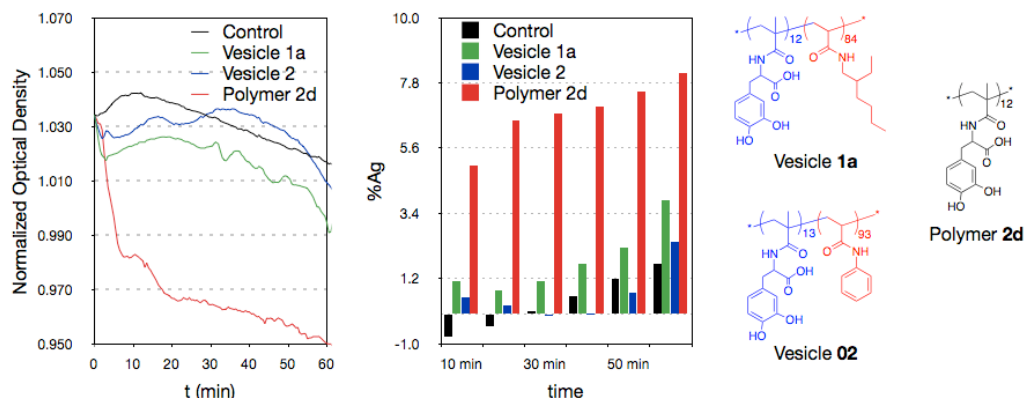 Normalized Optical Density
1.070
1.050
1.030
1.010
0.990
0.970
0.950
0
10
20
30
40
50
60
t (min)
Control
Vesicle 1a
Vesicle 2
Polymer 2d
%Ag
10.0
7.8
5.6
3.4
1.2
-1.0
10 min
30 min
50 min
time
Control
Vesicle 1a
Vesicle 2
Polymer 2d
*
12
84
*
O
NH
O
NH
OH
O
HO
OH
Vesicle 1a
*
13
93
*
O
NH
O
NH
OH
O
HO
OH
Vesicle 02
*
12
*
O
NH
OH
O
HO
OH
Polymer 2d